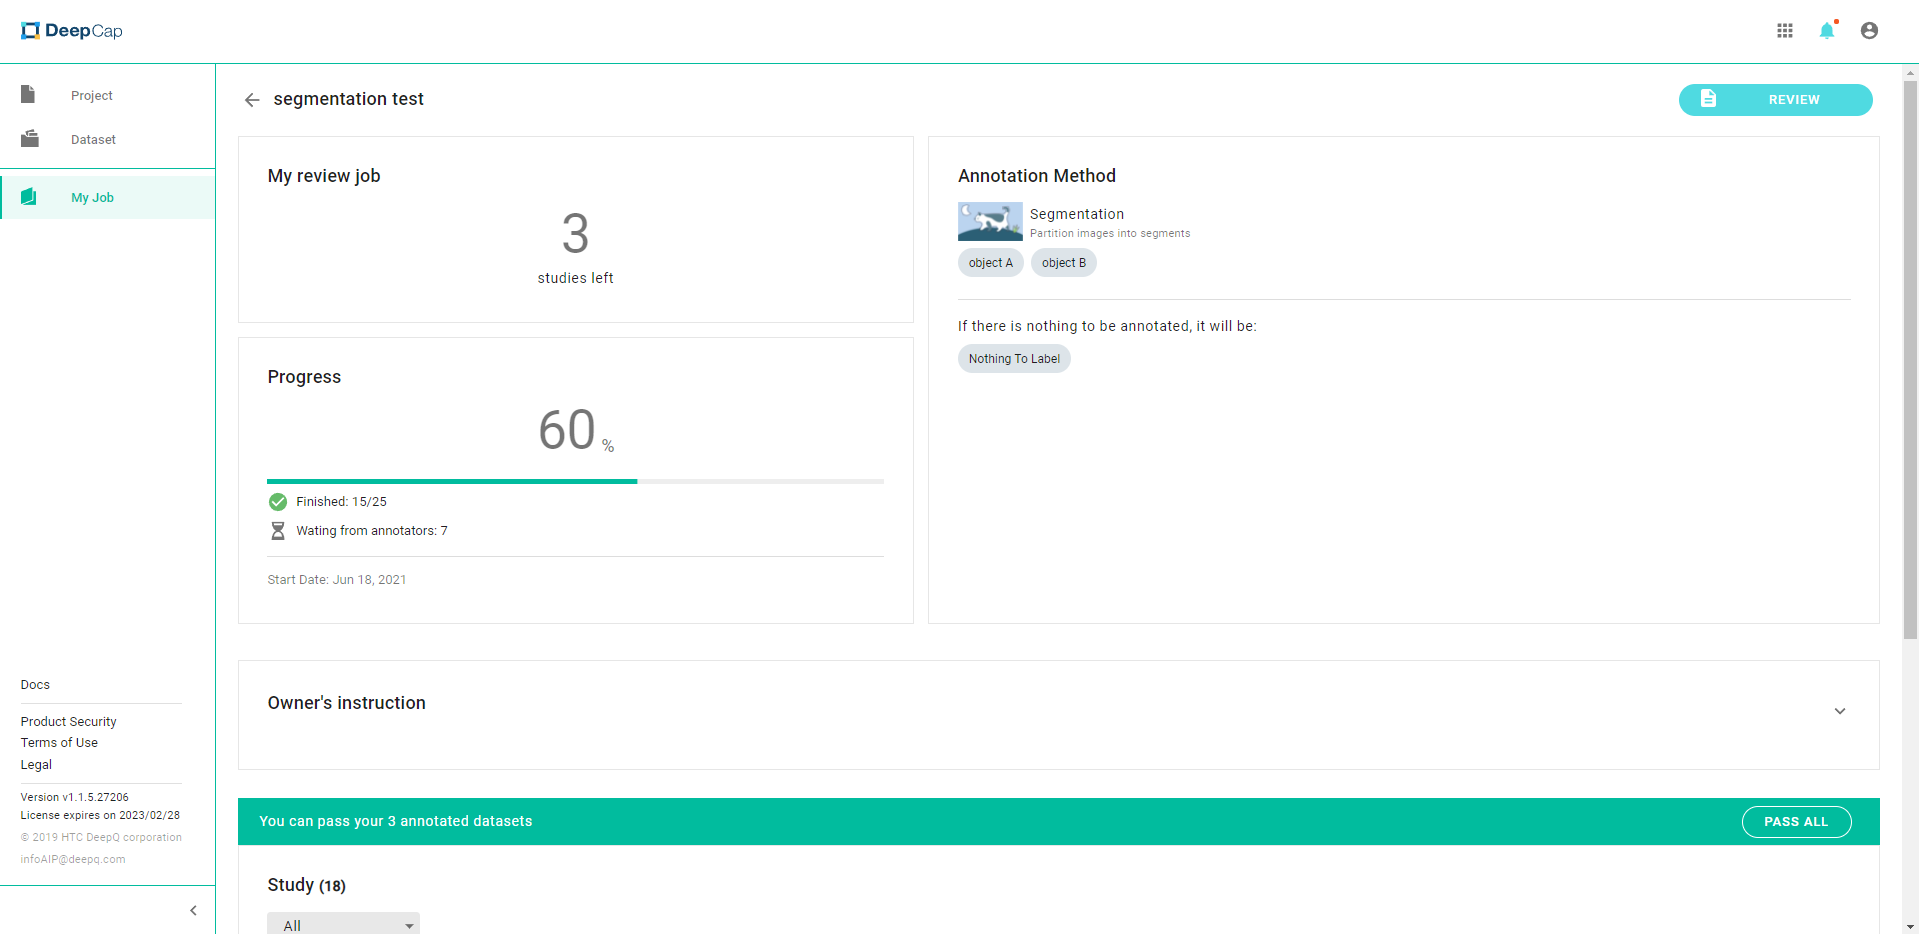 DeepCap
Project
Dataset
My Job
segmentation test
REVIEW
My review job
3
studies left
Progress
60 %
Finished: 15/25
Wating from annotators: 7
Start Date: Jun 18, 2021
Annotation Method
Segmentation
Partition images into segments
object A
object B
If there is nothing to be annotated, it will be:
Nothing To Label
Owner's instruction
You can pass your 3 annotated datasets
PASS ALL
Study (18)
All
Docs
Product Security
Terms of Use
Legal
Version v1.1.5.27206
License expires on 2023/02/28
© 2019 HTC DeepQ corporation
infoAIP@deepq.com